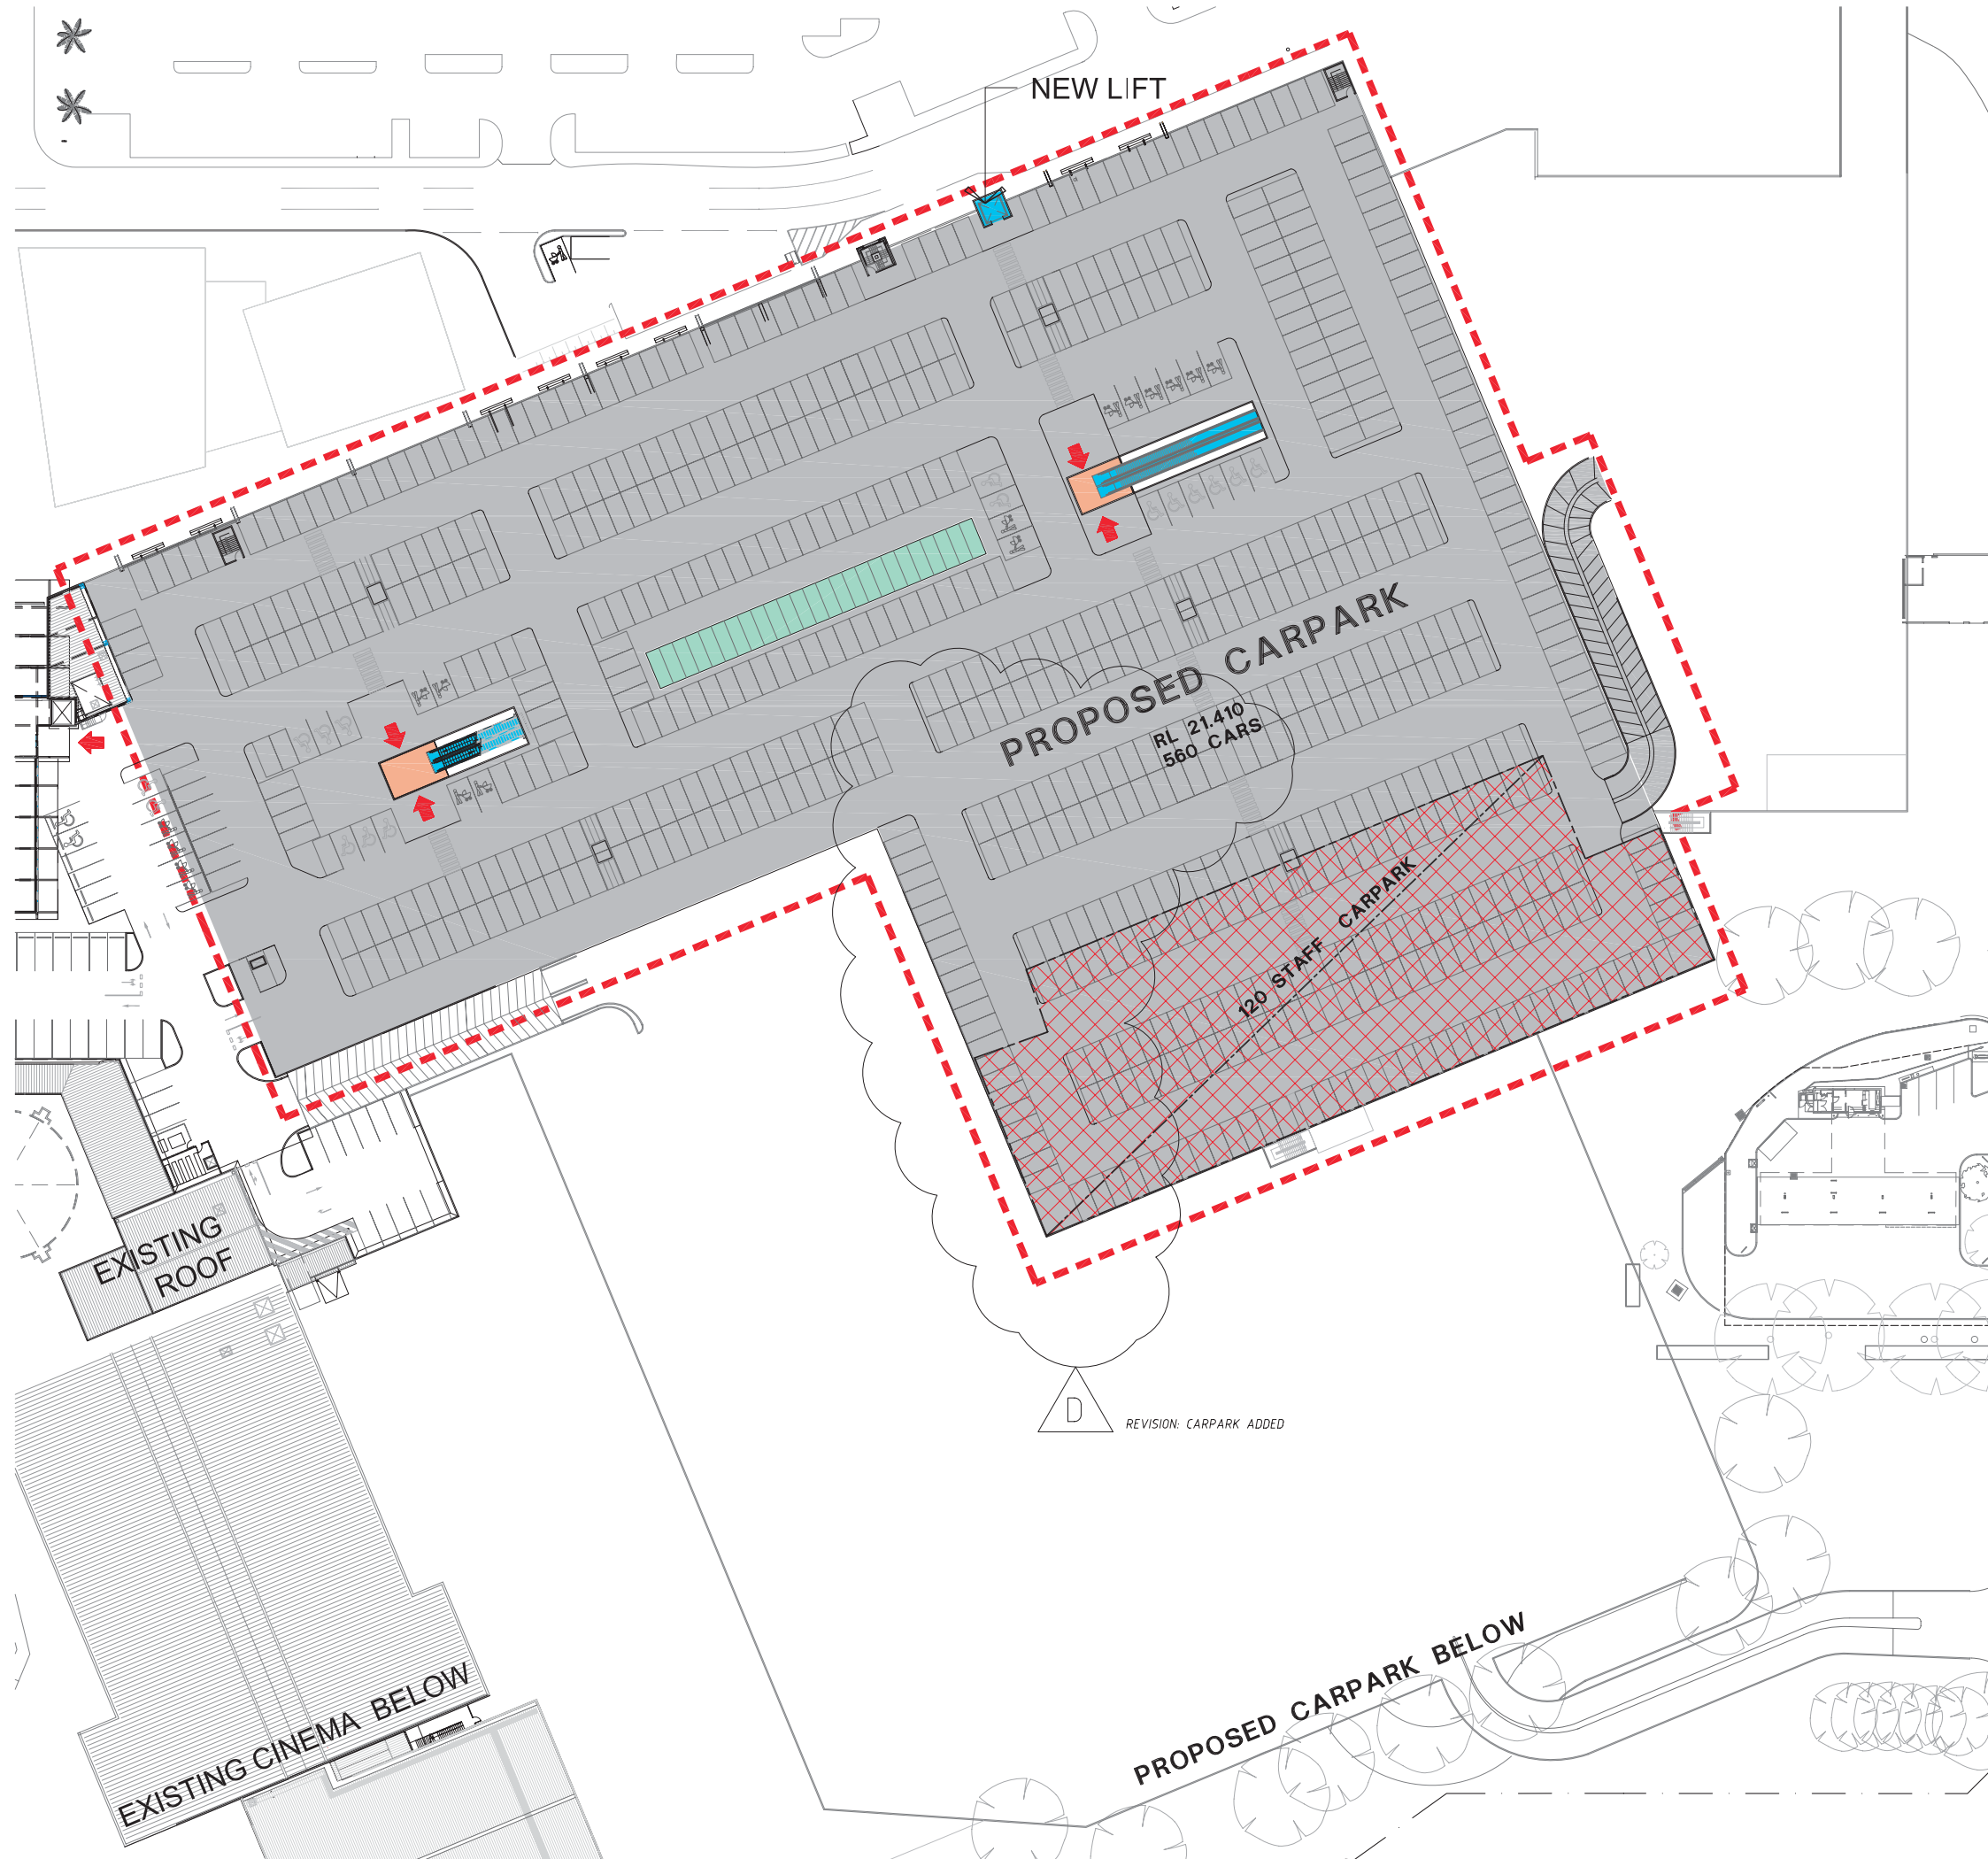 NEW LIFT
PROPOSED CARPARK
RL 21.410
560 CARS
120 STAFF CARPARK
EXISTING
ROOF
D
REVISION: CARPARK ADDED
PROPOSED CARPARK BELOW
EXISTING CINEMA BELOW